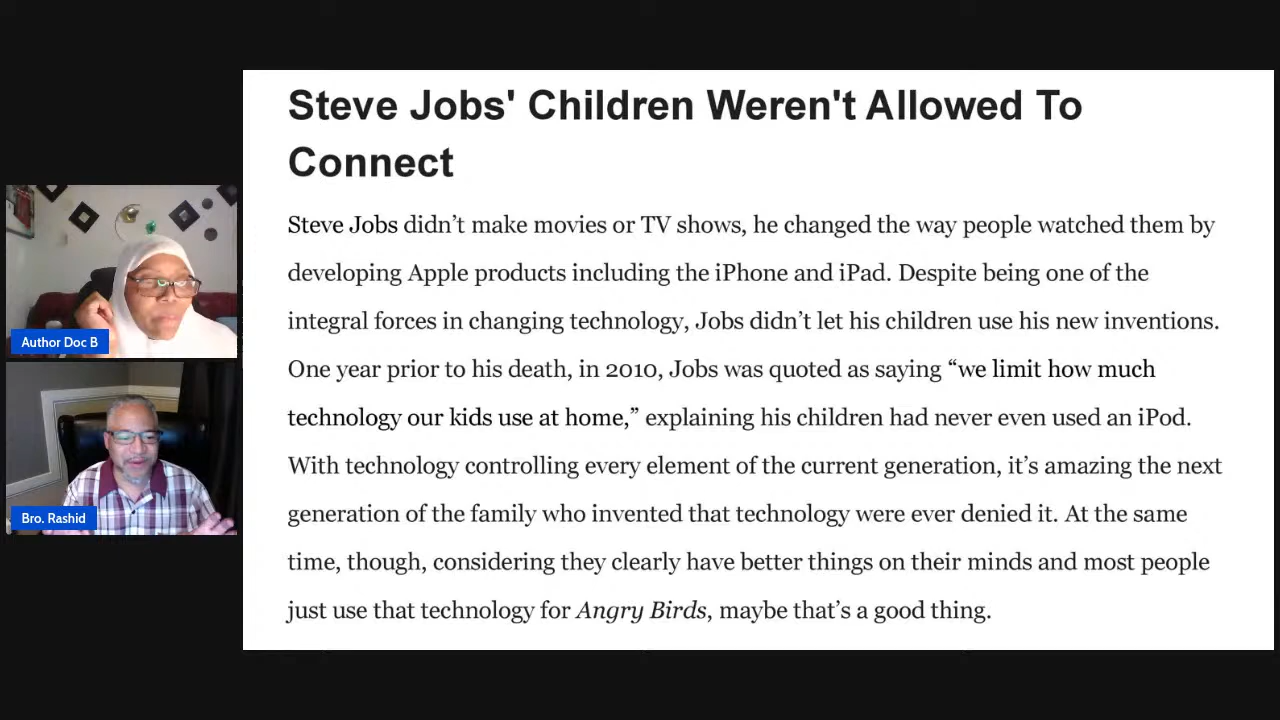 Steve Jobs' Children Weren't Allowed To
Connect
Steve Jobs didn’t make movies or TV shows, he changed the way people watched them by
developing Apple products including the iPhone and iPad. Despite being one of the
integral forces in changing technology, Jobs didn’t let his children use his new inventions.
One year prior to his death, in 2010, Jobs was quoted as saying “we limit how much
technology our kids use at home,” explaining his children had never even used an iPod.
With technology controlling every element of the current generation, it’s amazing the next
generation of the family who invented that technology were ever denied it. At the same
time, though, considering they clearly have better things on their minds and most people
just use that technology for Angry Birds, maybe that’s a good thing.
Author Doc B
Bro. Rashid